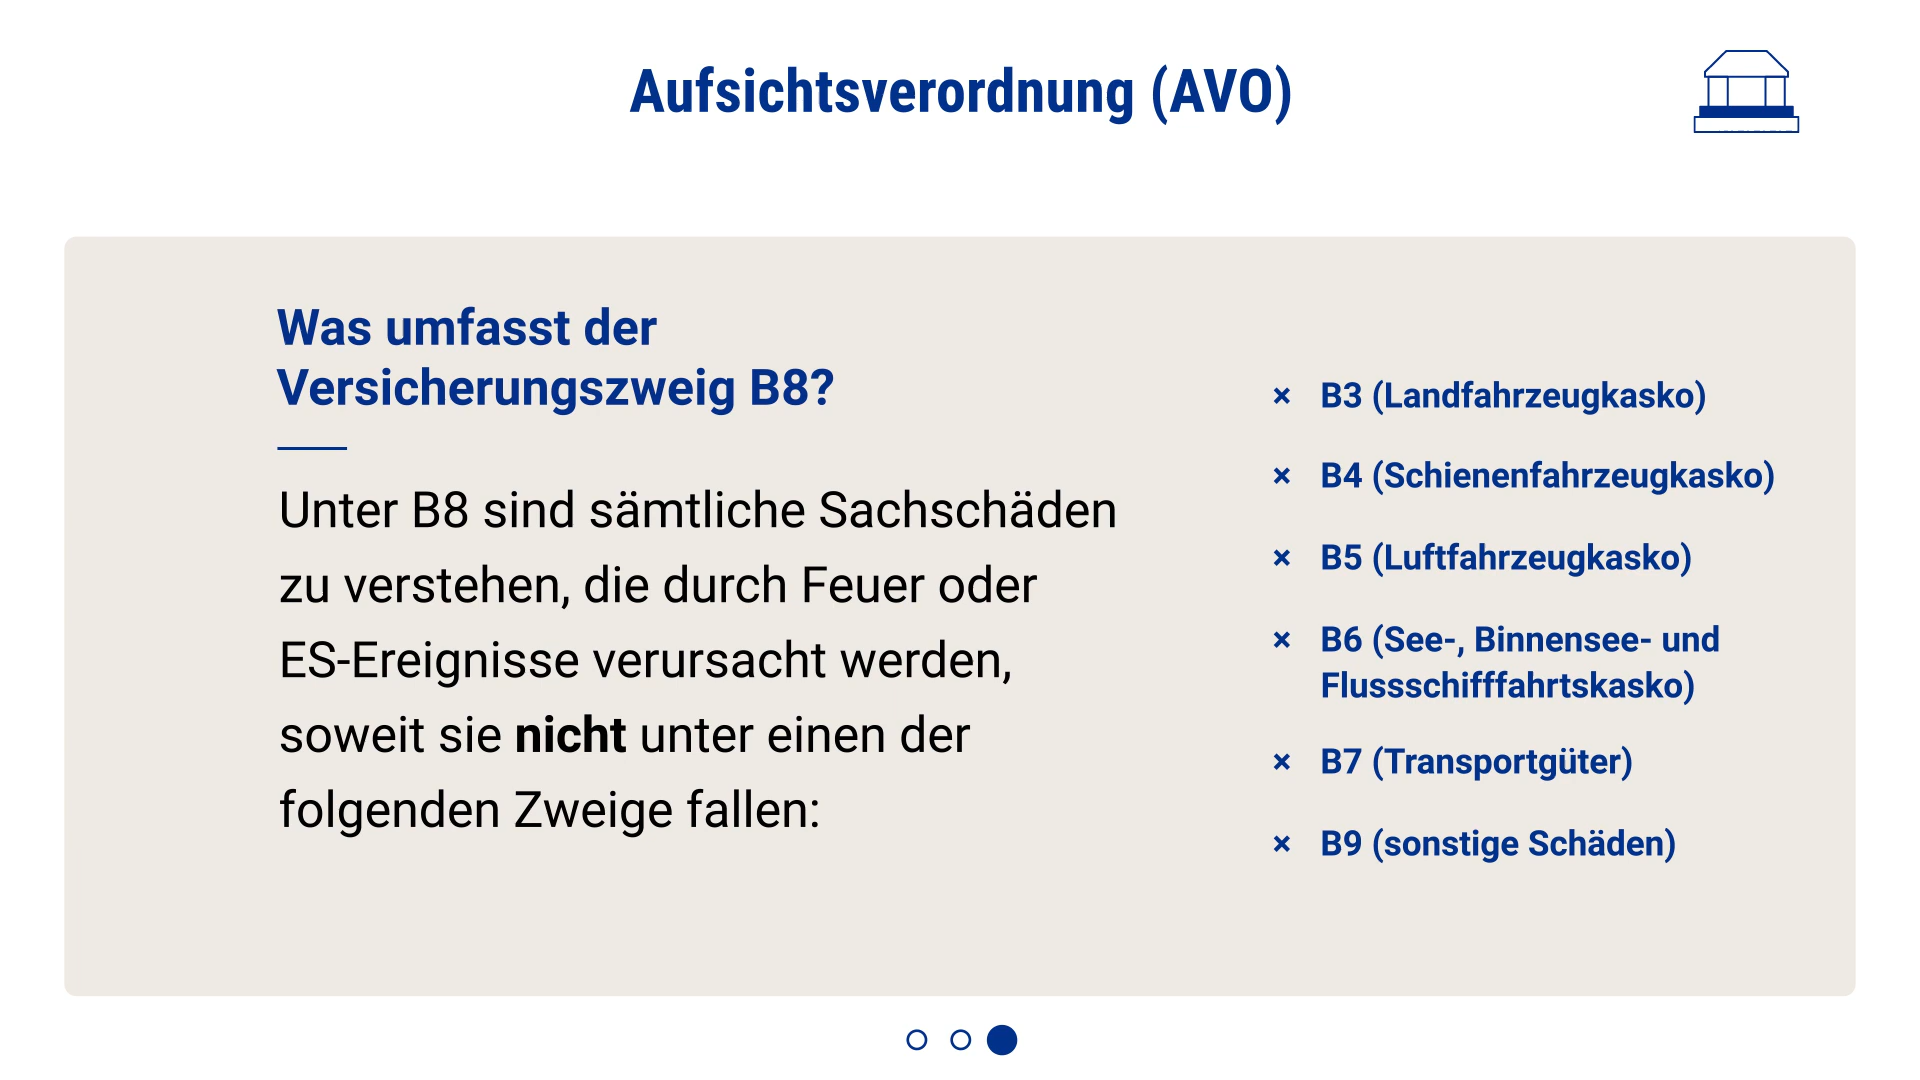 Aufsichtsverordnung (AVO)
Was umfasst der
Versicherungszweig B8?
Unter B8 sind sämtliche Sachschäden
zu verstehen, die durch Feuer oder
ES-Ereignisse verursacht werden,
soweit sie nicht unter einen der
folgenden Zweige fallen:
× B3 (Landfahrzeugkasko)
× B4 (Schienenfahrzeugkasko)
× B5 (Luftfahrzeugkasko)
× B6 (See-, Binnensee- und
Flussschifffahrtskasko)
× B7 (Transportgüter)
× B9 (sonstige Schäden)